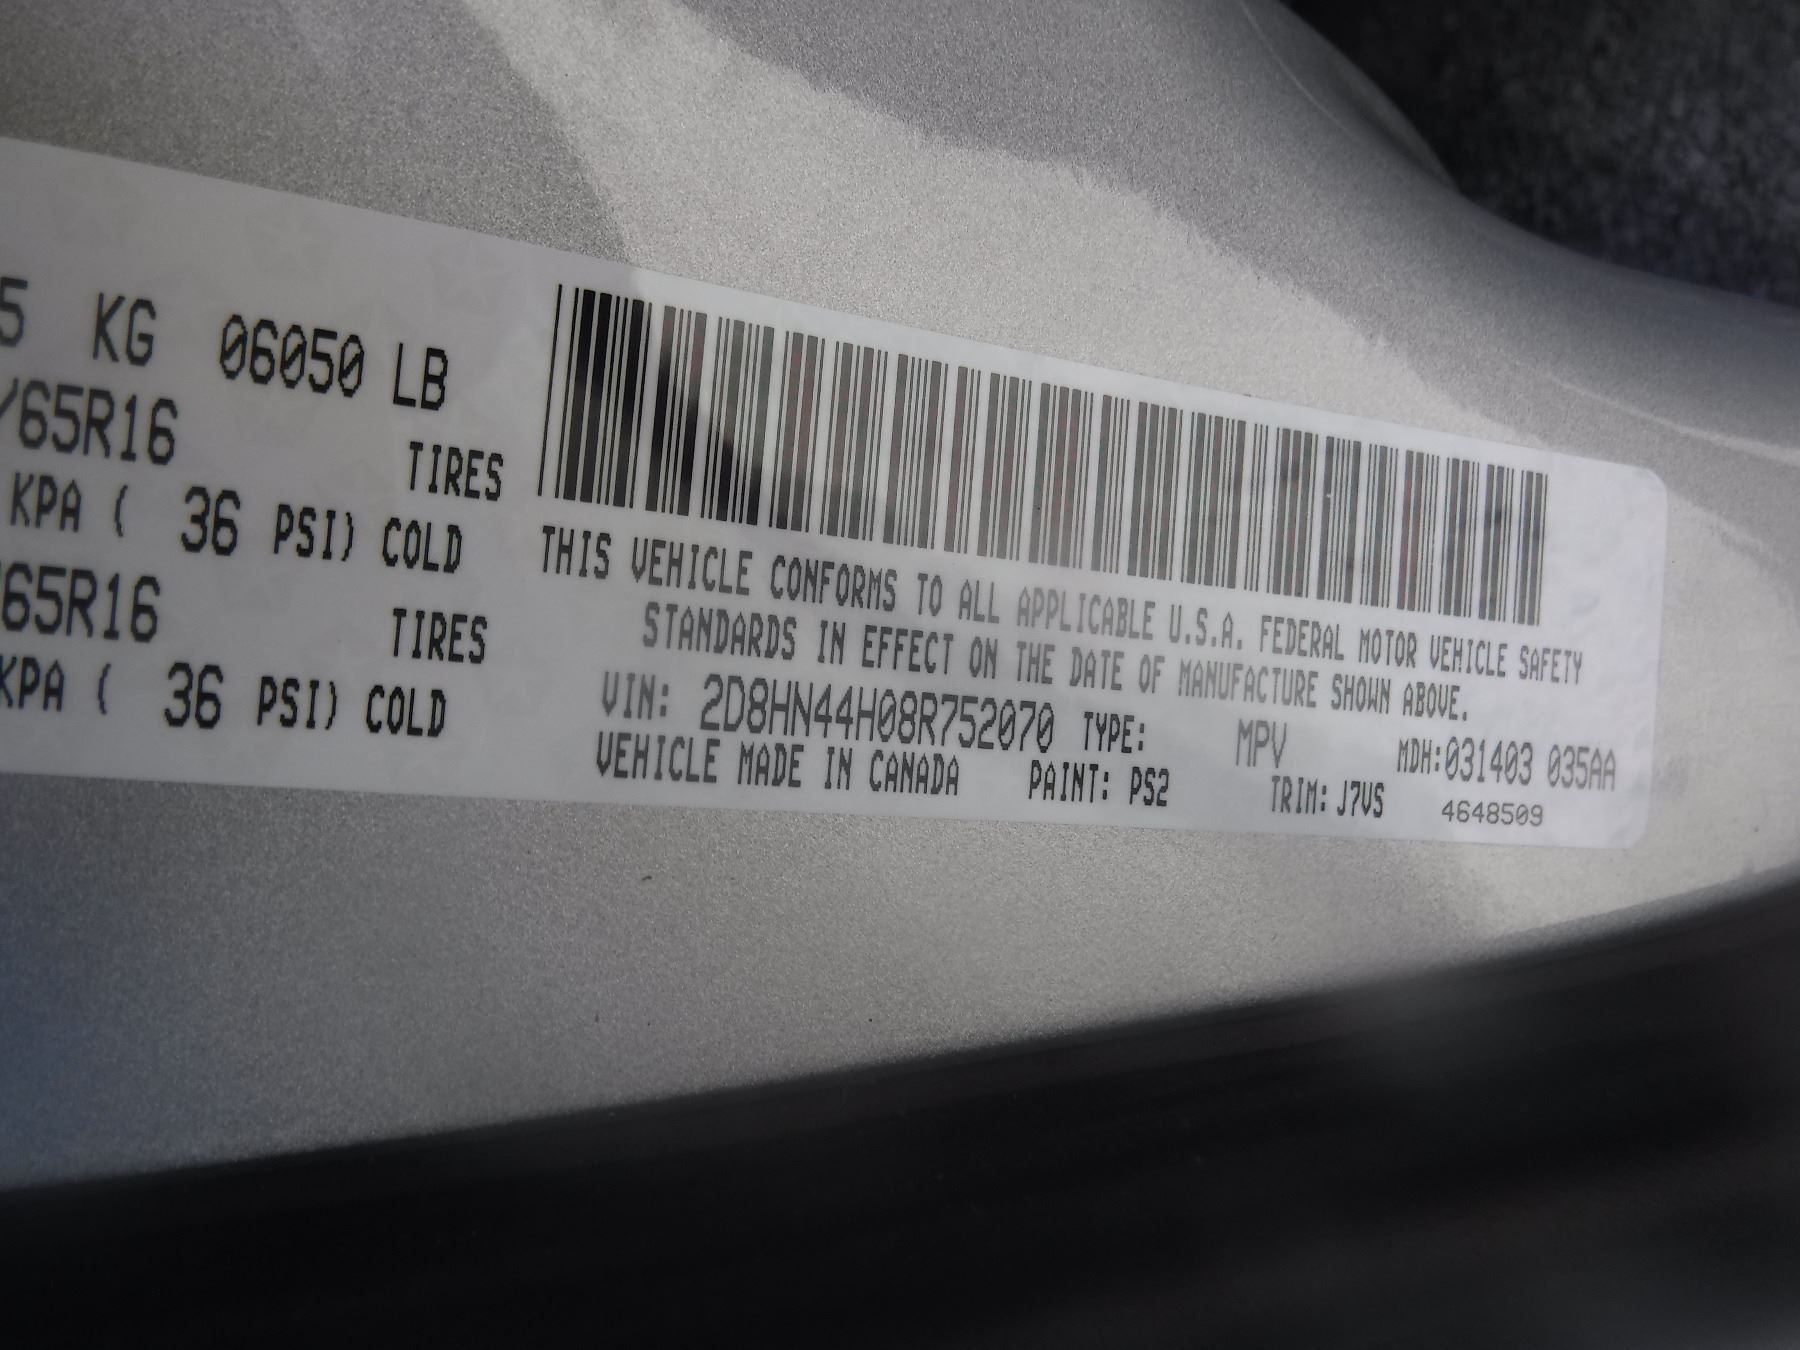 5 KG 06050 LB
/65R16 TIRES
KPA ( 36 PSI) COLD
65R16 TIRES
KPA ( 36 PSI) COLD
THIS VEHICLE CONFORMS TO ALL APPLICABLE U.S.A. FEDERAL MOTOR VEHICLE SAFETY
STANDARDS IN EFFECT ON THE DATE OF MANUFACTURE SHOWN ABOVE.
VIN: 2D8HN44H08R752070 TYPE: MPV MDH:031403 035AA
VEHICLE MADE IN CANADA PAINT: PS2 TRIM: J7VS 4648509